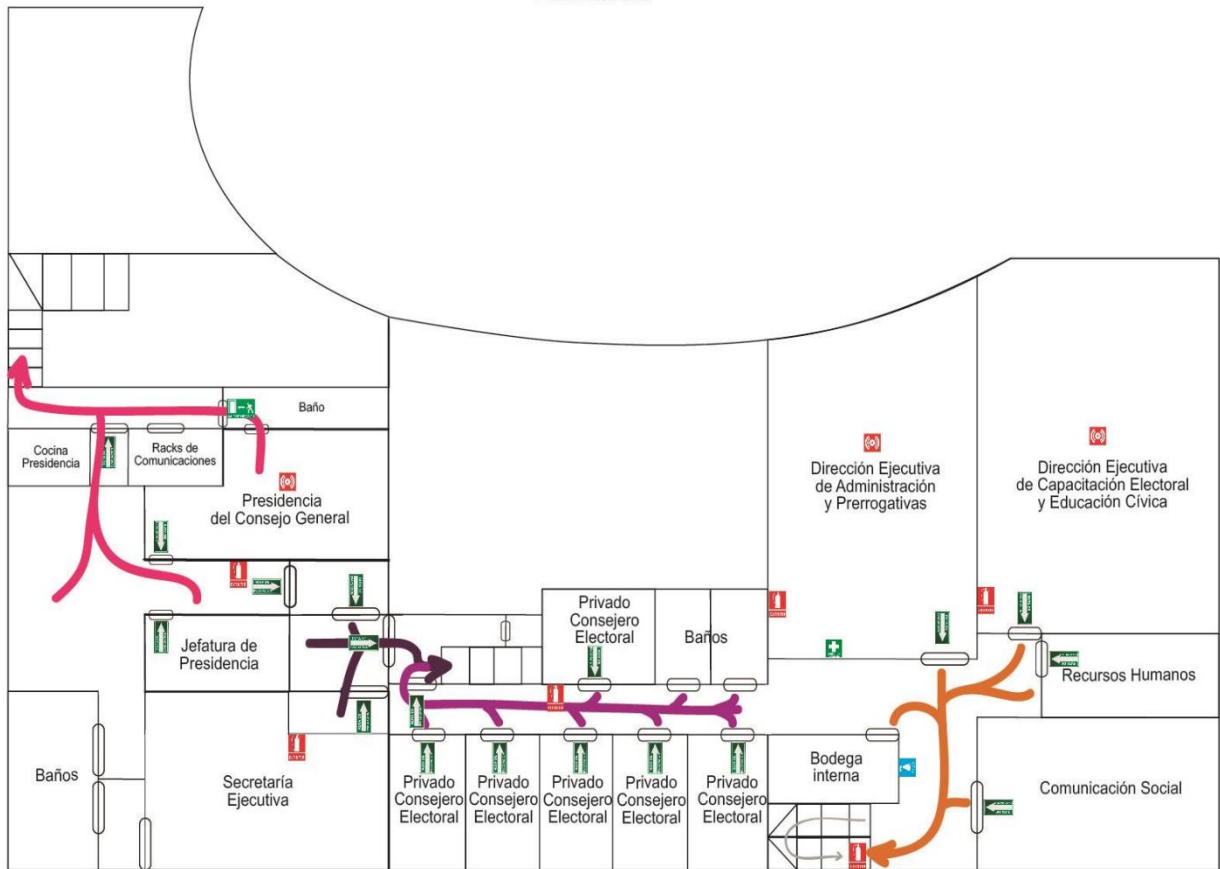 Baño
Cocina
Presidencia
Racks de
Comunicaciones
Presidencia
del Consejo General
Dirección Ejecutiva
de Administración
y Prerrogativas
Dirección Ejecutiva
de Capacitación Electoral
y Educación Cívica
Privado
Consejero
Electoral
Baños
Jefatura de
Presidencia
Recursos Humanos
Baños
Secretaría
Ejecutiva
Privado
Consejero
Electoral
Privado
Consejero
Electoral
Privado
Consejero
Electoral
Privado
Consejero
Electoral
Privado
Consejero
Electoral
Bodega
interna
Comunicación Social